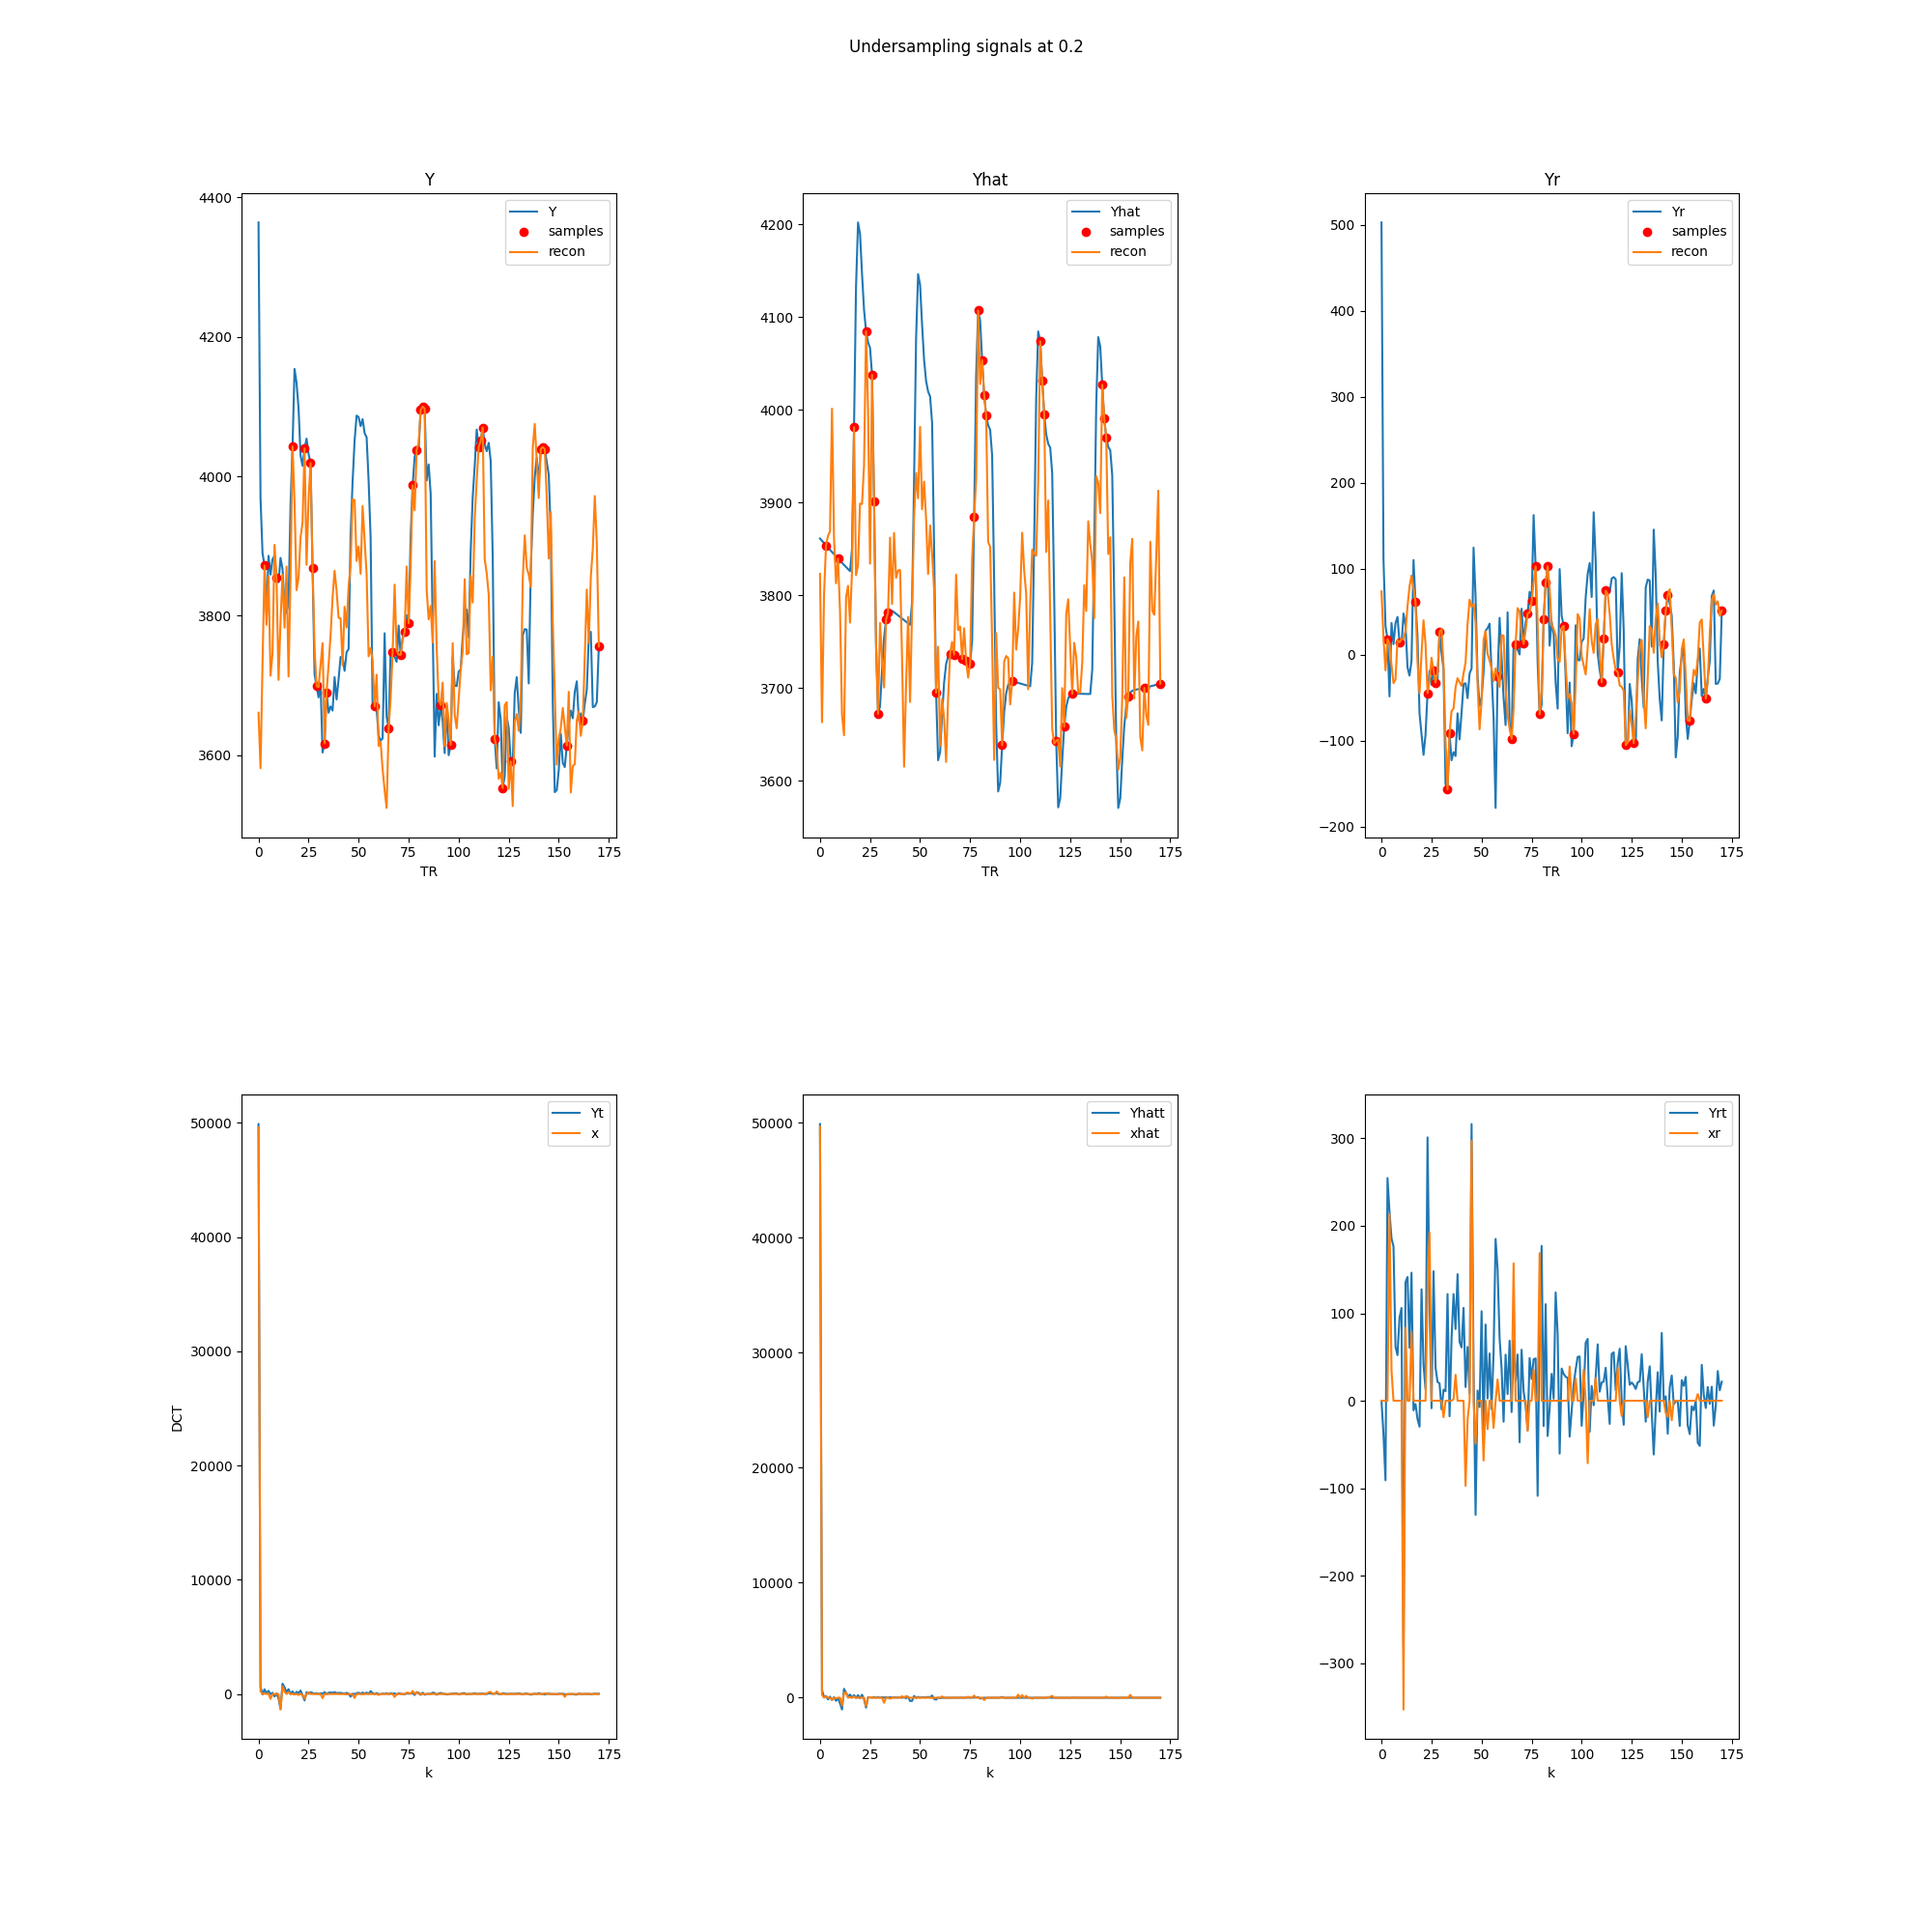 Undersampling signals at 0.2
Y
4400
4200
4000
3800
3600
0 25 50 75 100 125 150 175
TR
Y
samples
recon
Yhat
4200
4100
4000
3900
3800
3700
3600
0 25 50 75 100 125 150 175
TR
Yhat
samples
recon
Yr
500
400
300
200
100
0
−100
−200
0 25 50 75 100 125 150 175
TR
Yr
samples
recon
DCT
50000
40000
30000
20000
10000
0
0 25 50 75 100 125 150 175
k
Yt
x
50000
40000
30000
20000
10000
0
0 25 50 75 100 125 150 175
k
Yhatt
xhat
300
200
100
0
−100
−200
−300
0 25 50 75 100 125 150 175
k
Yrt
xr